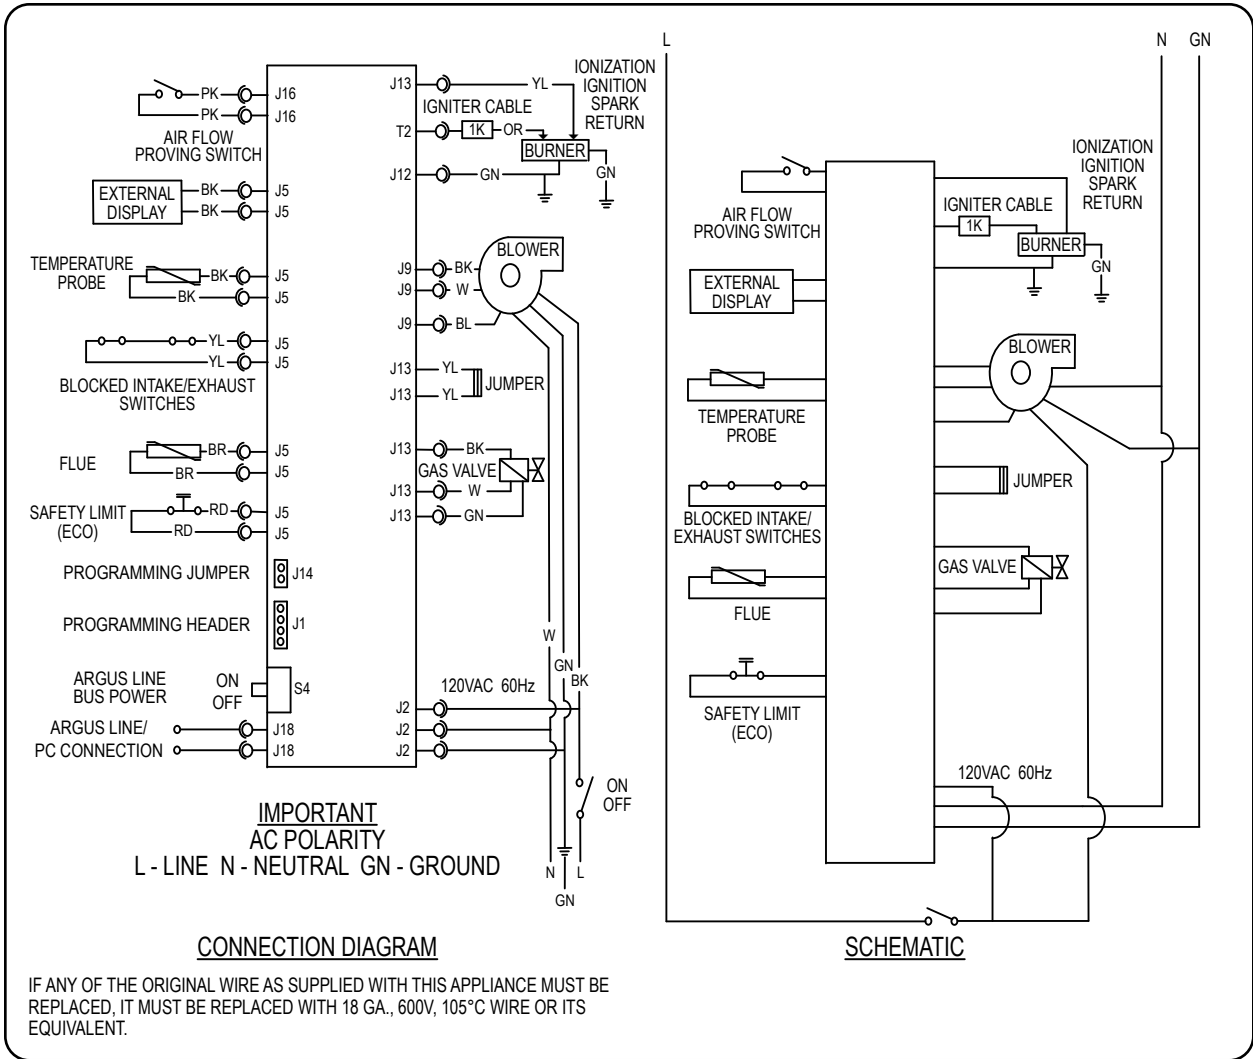 PK
J16
PK
J16
AIR FLOW
PROVING SWITCH
EXTERNAL
DISPLAY
BK
J5
BK
J5
TEMPERATURE
PROBE
BK
J5
BK
J5
YL
J5
YL
J5
BLOCKED INTAKE/EXHAUST
SWITCHES
FLUE
BR
J5
BR
J5
SAFETY LIMIT
(ECO)
RD
J5
RD
J5
PROGRAMMING JUMPER
J14
PROGRAMMING HEADER
J1
ARGUS LINE
BUS POWER
ON
OFF
S4
ARGUS LINE/
PC CONNECTION
J18
J18
J13
YL
IONIZATION
IGNITION
SPARK
RETURN
IGNITER CABLE
T2
1K
OR
BURNER
J12
GN
GN
BLOWER
J9
BK
J9
W
J9
BL
J13
YL
J13
YL
JUMPER
J13
BK
GAS VALVE
J13
W
J13
GN
W
GN
BK
120VAC 60Hz
J2
J2
J2
ON
OFF
N
L
GN
IMPORTANT
AC POLARITY
L - LINE N - NEUTRAL GN - GROUND
CONNECTION DIAGRAM
IF ANY OF THE ORIGINAL WIRE AS SUPPLIED WITH THIS APPLIANCE MUST BE
REPLACED, IT MUST BE REPLACED WITH 18 GA., 600V, 105°C WIRE OR ITS
EQUIVALENT.
L
N
GN
AIR FLOW
PROVING SWITCH
EXTERNAL
DISPLAY
TEMPERATURE
PROBE
BLOCKED INTAKE/
EXHAUST SWITCHES
FLUE
SAFETY LIMIT
(ECO)
IONIZATION
IGNITION
SPARK
RETURN
IGNITER CABLE
1K
BURNER
GN
BLOWER
JUMPER
GAS VALVE
120VAC 60Hz
SCHEMATIC